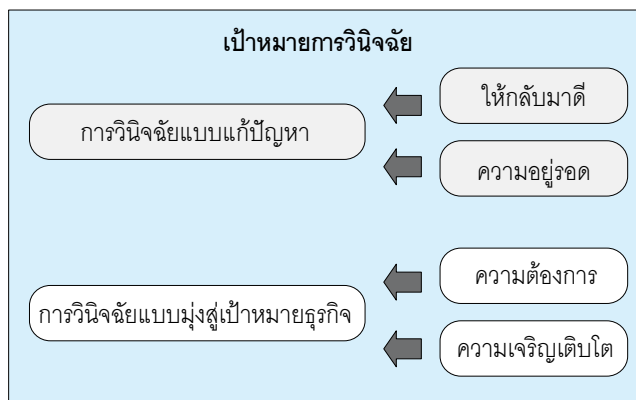 เป้าหมายการวินิจฉัย
ให้กลับมาดี
การวินิจฉัยแบบแก้ปัญหา
ความอยู่รอด
ความต้องการ
การวินิจฉัยแบบมุ่งสู่เป้าหมายธุรกิจ
ความเจริญเติบโต